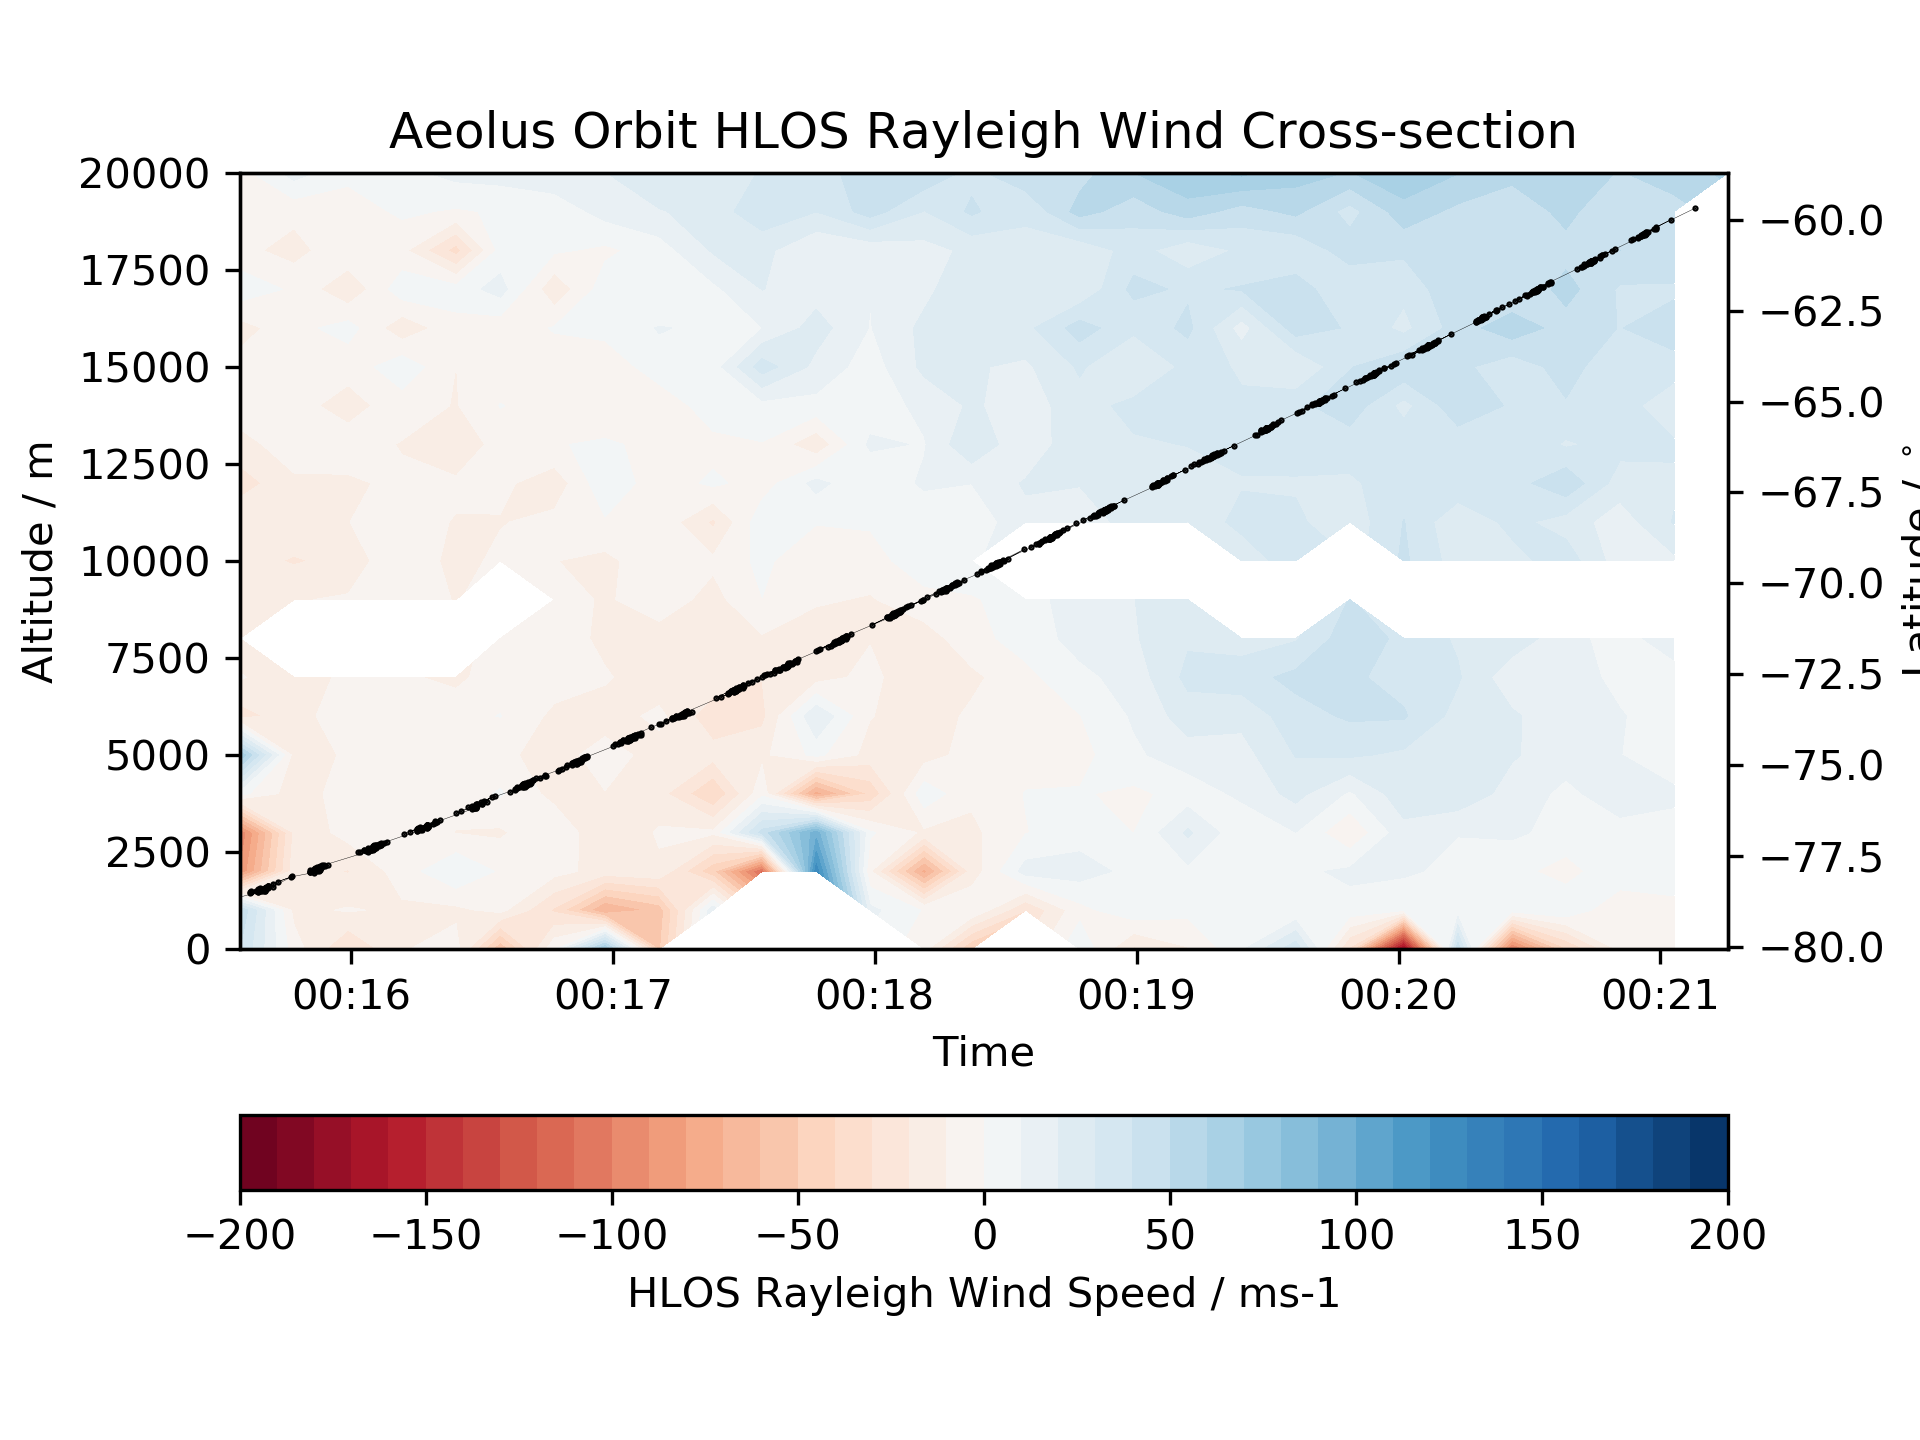 Aeolus Orbit HLOS Rayleigh Wind Cross-section
20000
17500
15000
12500
10000
7500
5000
2500
0
Altitude / m
−60.0
−62.5
−65.0
−67.5
−70.0
−72.5
−75.0
−77.5
−80.0
Latitude / °
00:16 00:17 00:18 00:19 00:20 00:21
Time
−200 −150 −100 −50 0 50 100 150 200
HLOS Rayleigh Wind Speed / ms-1